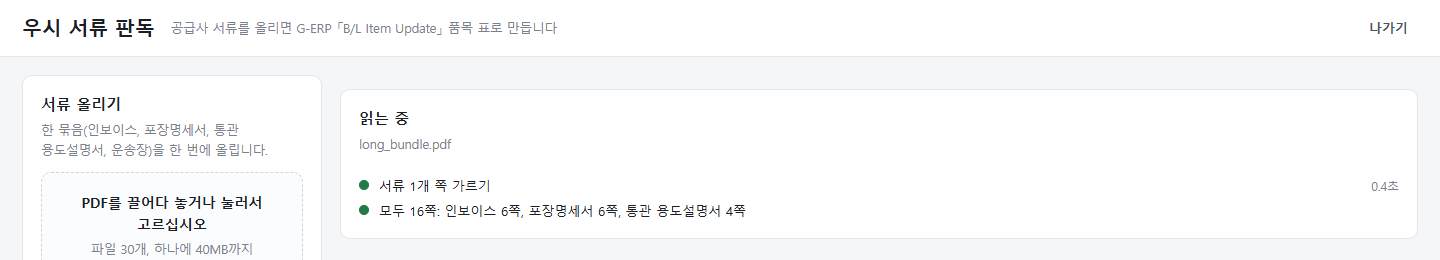 우시 서류 판독
공급사 서류를 올리면 G-ERP 「B/L Item Update」 품목 표로 만듭니다
나가기
서류 올리기
한 묶음(인보이스, 포장명세서, 통관
용도설명서, 운송장)을 한 번에 올립니다.
PDF를 끌어다 놓거나 눌러서
고르십시오
파일 30개, 하나에 40MB까지
읽는 중
long_bundle.pdf
서류 1개 쪽 가르기
0.4초
모두 16쪽: 인보이스 6쪽, 포장명세서 6쪽, 통관 용도설명서 4쪽